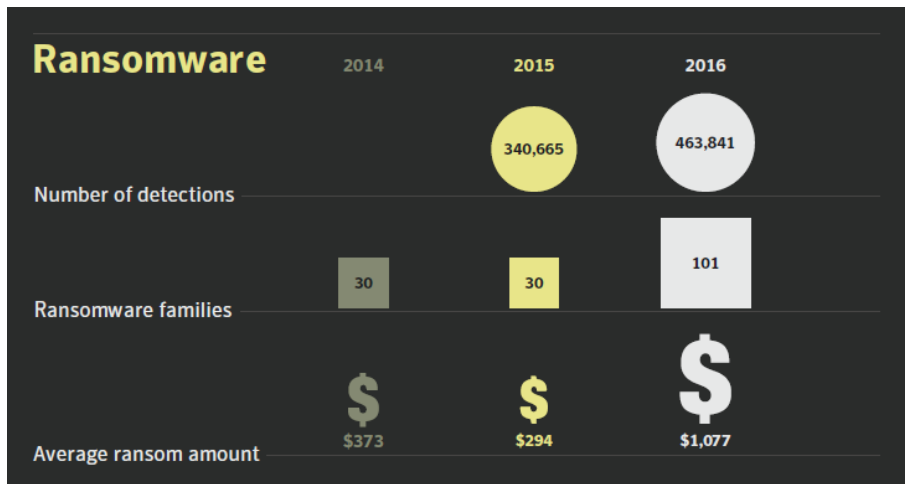 Ransomware 2014 2015 2016
340,665 463,841
Number of detections
30 30 101
Ransomware families
$ $ $
$373 $294 $1,077
Average ransom amount